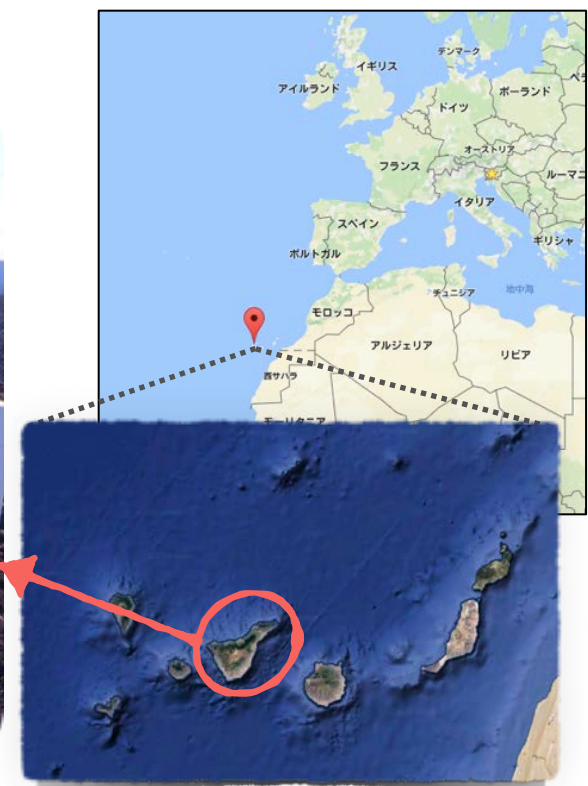 デンマーク
イギリス
アイルランド
ポーランド
ドイツ
オーストリア
フランス
ルーマニ
イタリア
スペイン
ギリシャ
ポルトガル
地中海
チュニジア
モロッコ
アルジェリア
リビア
西サハラ
モーリタニア